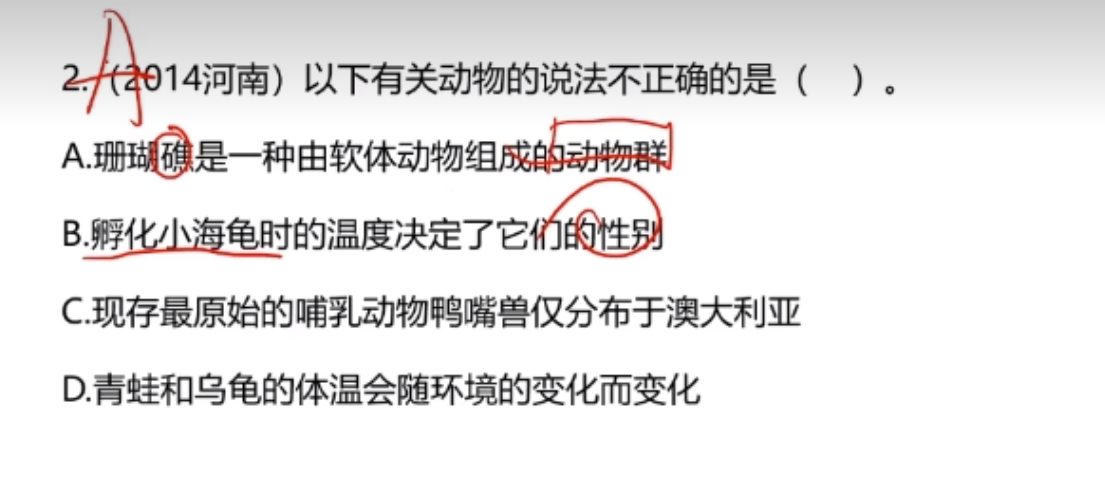 A
2.（2014河南）以下有关动物的说法不正确的是（ ）。
A.珊瑚礁是一种由软体动物组成的动物群
B.孵化小海龟时的温度决定了它们的性别
C.现存最原始的哺乳动物鸭嘴兽仅分布于澳大利亚
D.青蛙和乌龟的体温会随环境的变化而变化